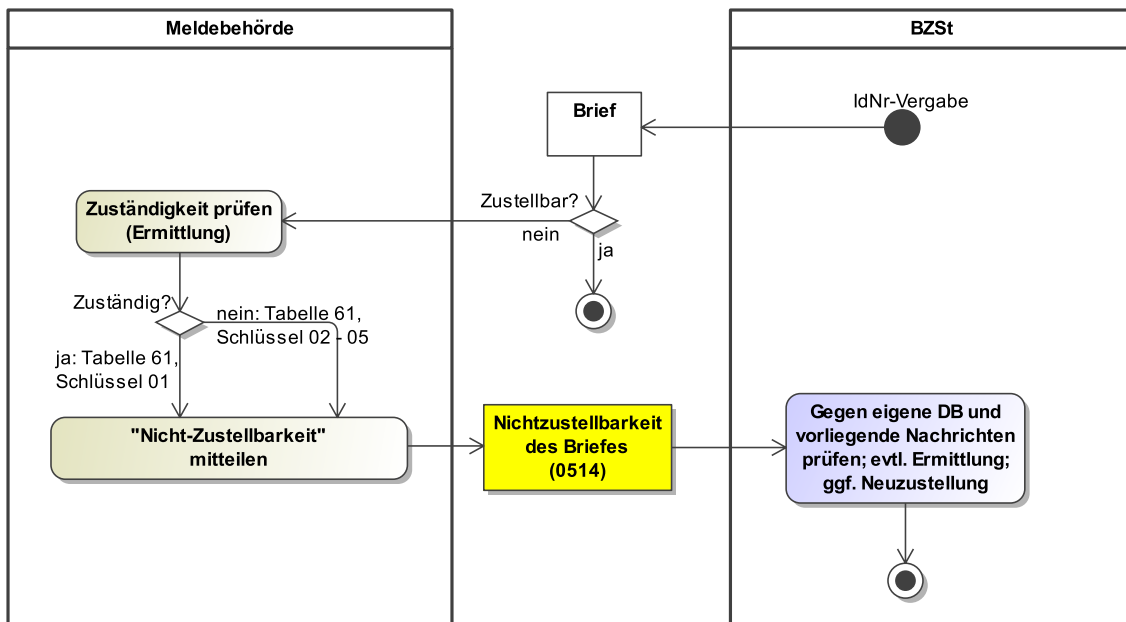 Meldebehörde
BZSt
IdNr-Vergabe
Brief
Zustellbar?
nein
ja
Zuständigkeit prüfen
(Ermittlung)
Zuständig?
nein: Tabelle 61,
Schlüssel 02 - 05
ja: Tabelle 61,
Schlüssel 01
"Nicht-Zustellbarkeit"
mitteilen
Nichtzustellbarkeit
des Briefes
(0514)
Gegen eigene DB und
vorliegende Nachrichten
prüfen; evtl. Ermittlung;
ggf. Neuzustellung